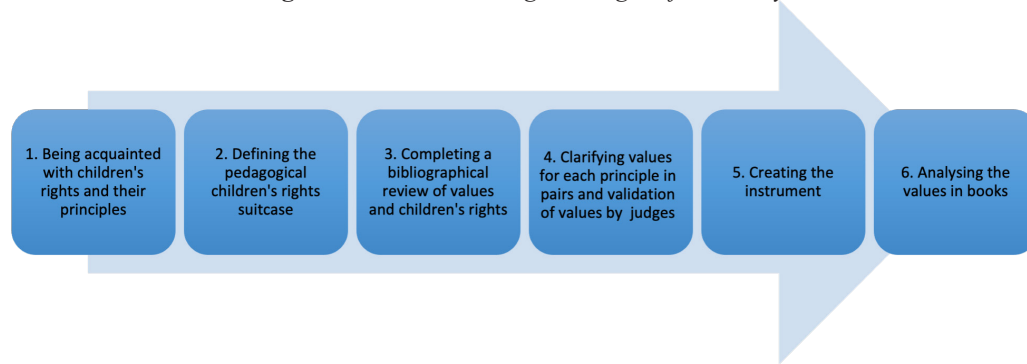 1. Being acquainted
with children's
rights and their
principles
2. Defining the
pedagogical
children's rights
suitcase
3. Completing a
bibliographical
review of values
and children's rights
4. Clarifying values
for each principle in
pairs and validation
of values by judges
5. Creating the
instrument
6. Analysing the
values in books